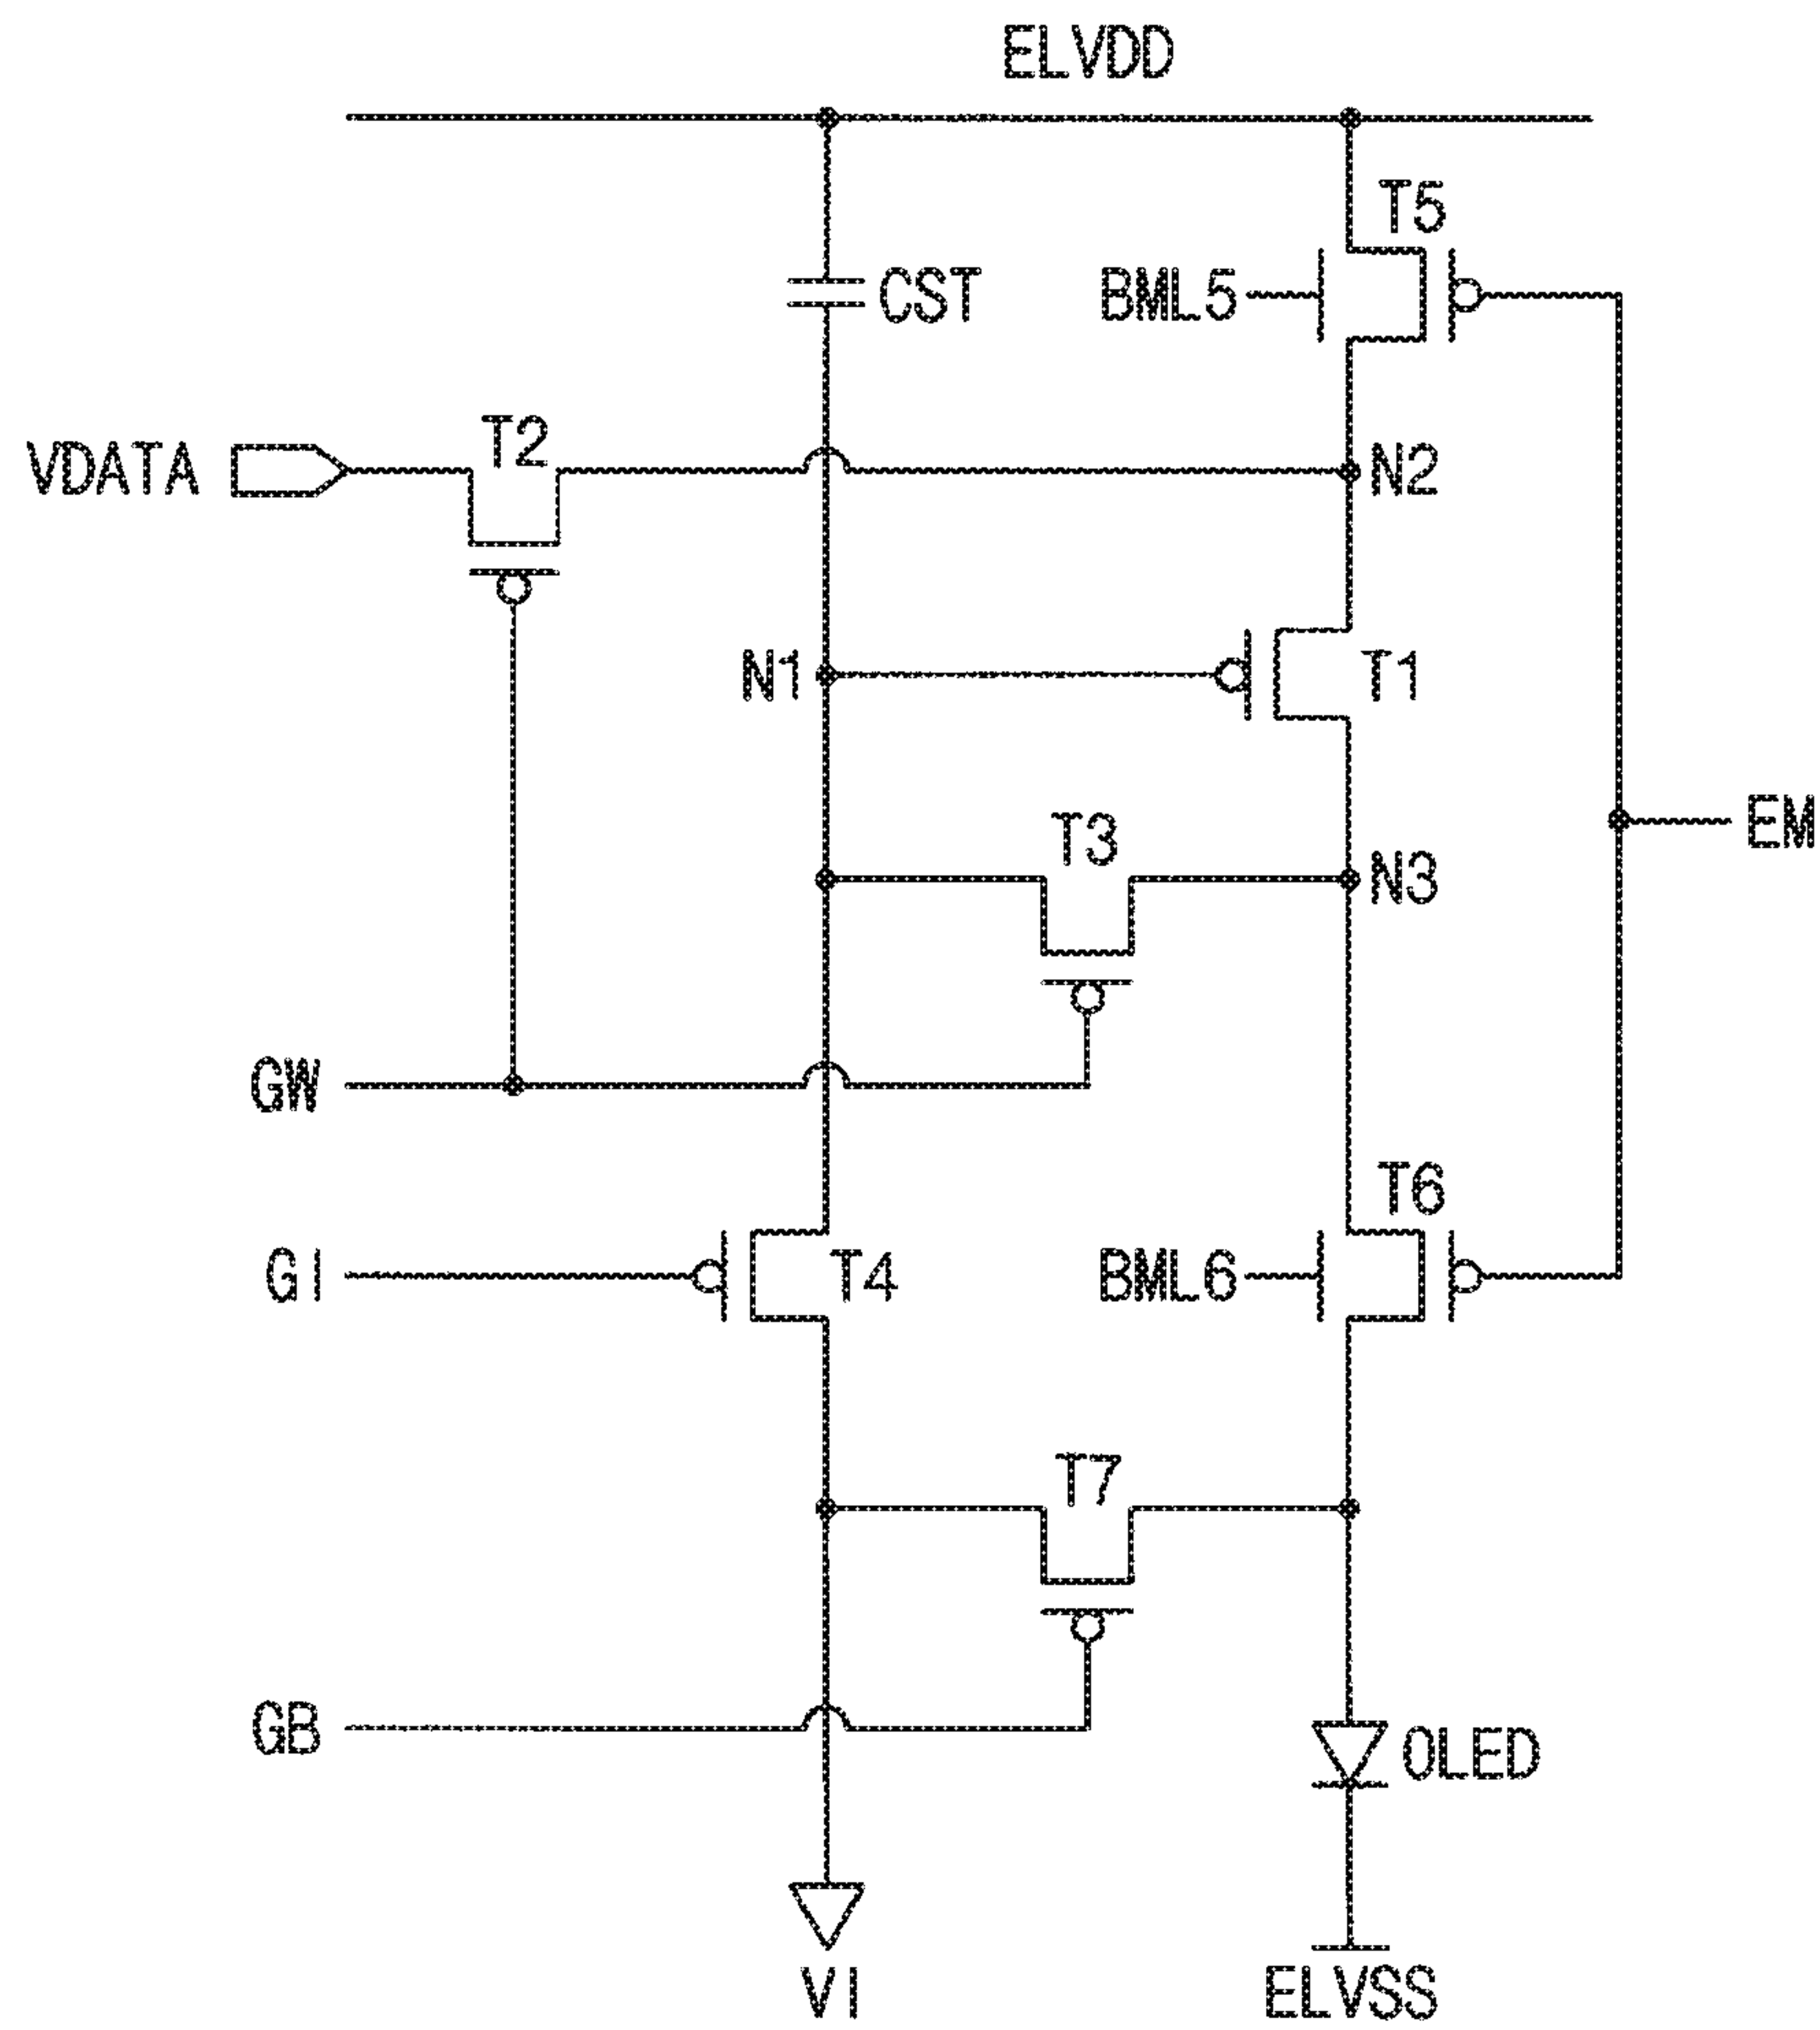 ELVDD
T5
CST
BML5
T2
VDATA
N2
N1
T1
T3
EM
N3
GW
T6
GI
T4
BML6
T7
GB
OLED
VI
ELVSS